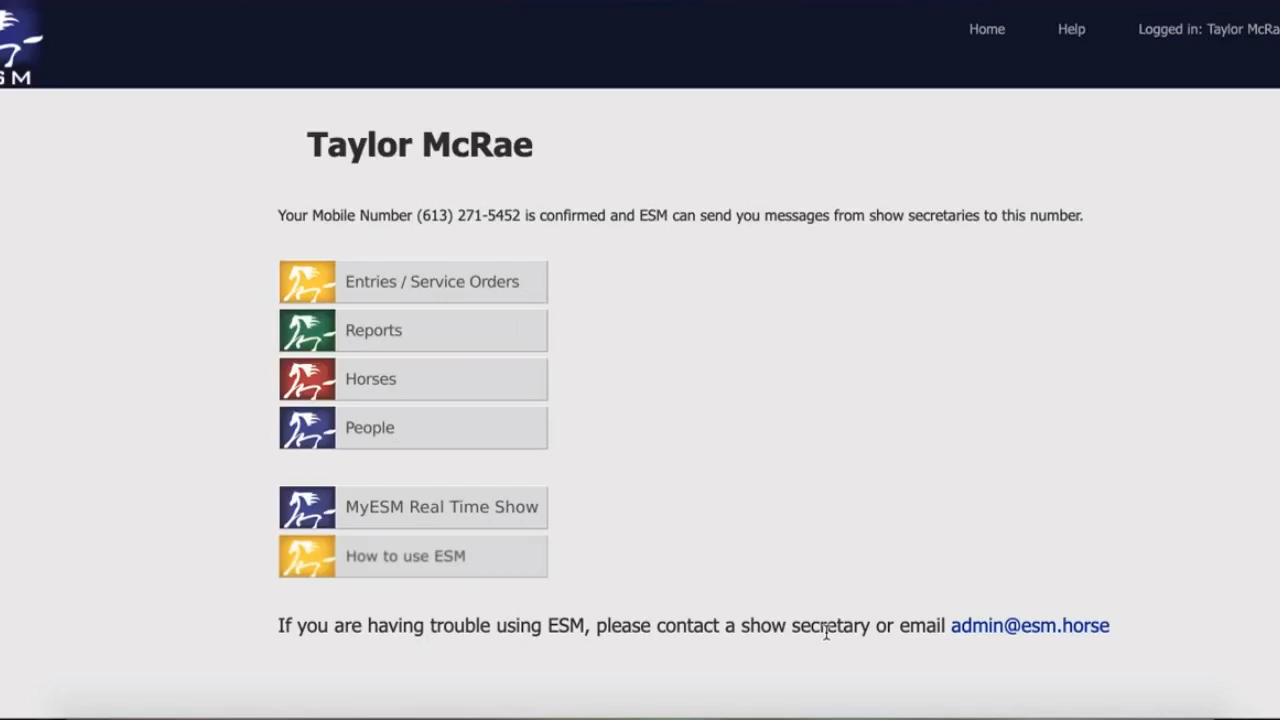 Home Help Logged in: Taylor McRa
SM
Taylor McRae
Your Mobile Number (613) 271-5452 is confirmed and ESM can send you messages from show secretaries to this number.
Entries / Service Orders
Reports
Horses
People
MyESM Real Time Show
How to use ESM
If you are having trouble using ESM, please contact a show secretary or email admin@esm.horse